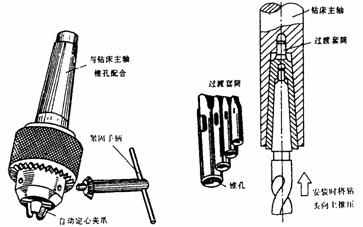 与钻床主轴
锥孔配合
紧固手柄
自动定心夹爪
过渡套筒
锥孔
钻床主轴
过渡套筒
安装时将钻
头向上推压